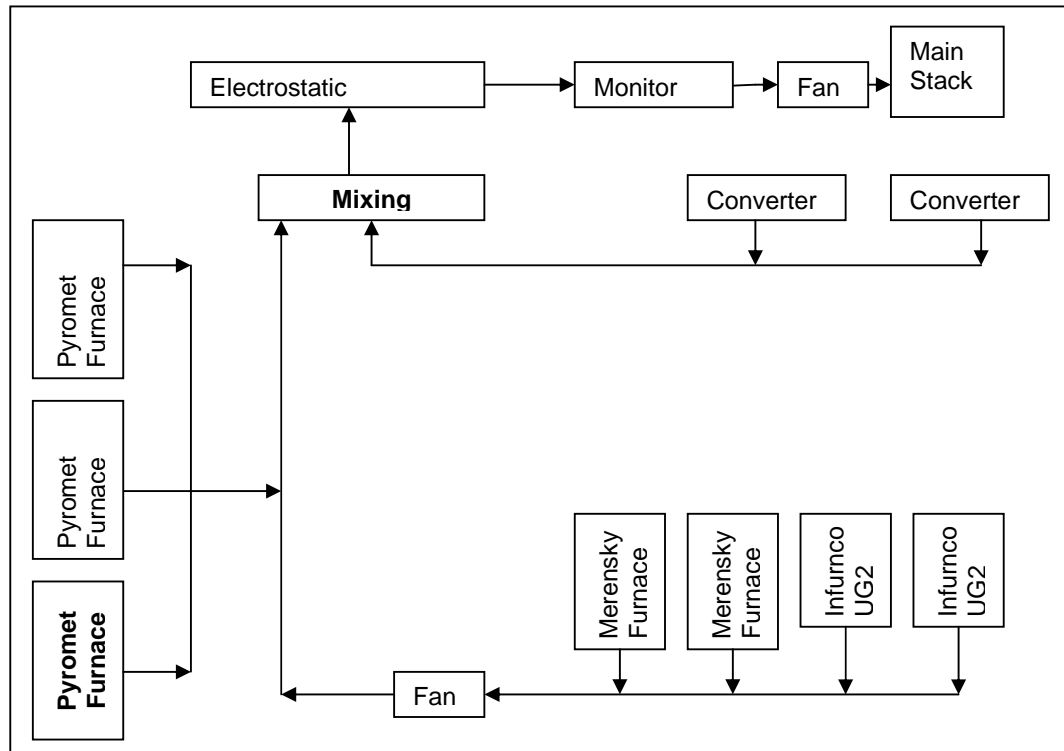 Electrostatic
Monitor
Fan
Main
Stack
Mixing
Converter
Converter
Pyromet
Furnace
Pyromet
Furnace
Pyromet
Furnace
Merensky
Furnace
Merensky
Furnace
Infurnco
UG2
Infurnco
UG2
Fan